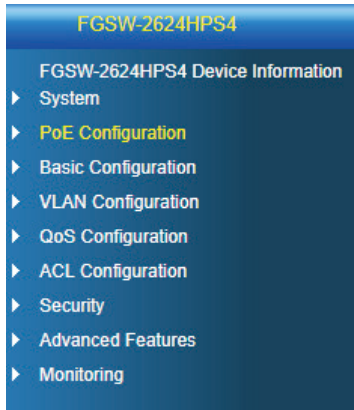 FGSW-2624HPS4
FGSW-2624HPS4 Device Information
System
PoE Configuration
Basic Configuration
VLAN Configuration
QoS Configuration
ACL Configuration
Security
Advanced Features
Monitoring